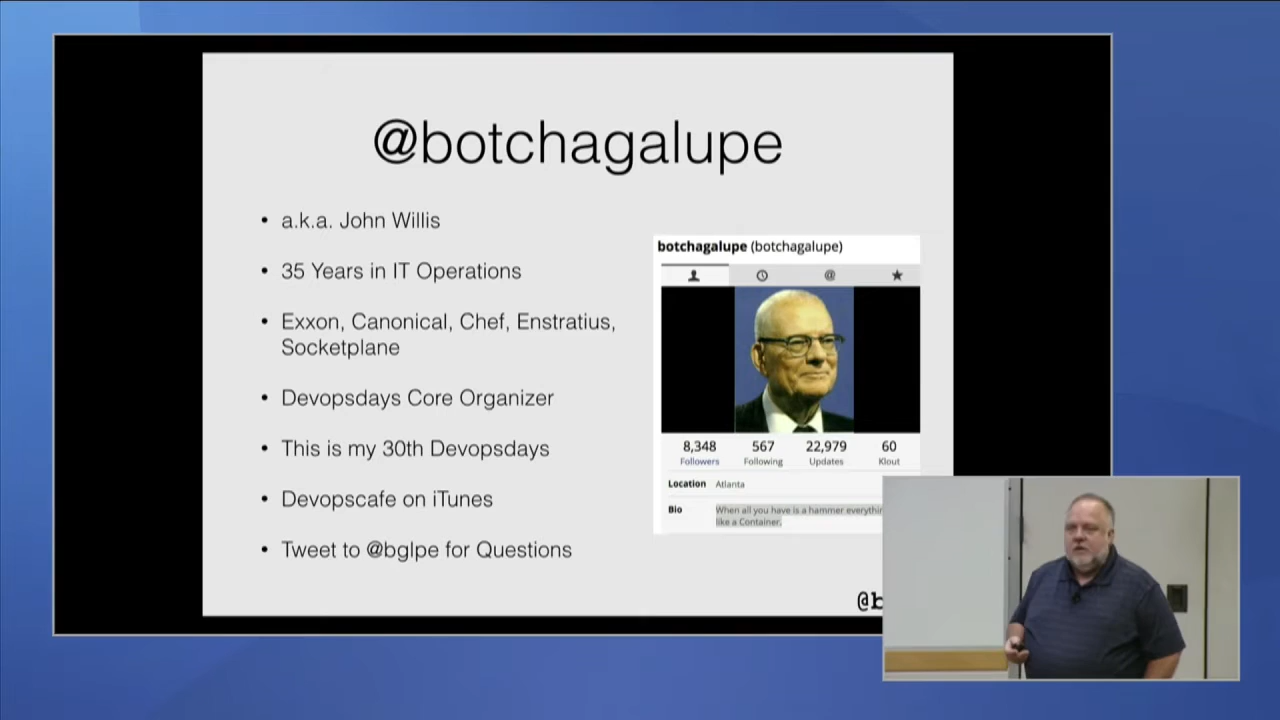 @botchagalupe
• a.k.a. John Willis
• 35 Years in IT Operations
• Exxon, Canonical, Chef, Enstratius,
Socketplane
• Devopsdays Core Organizer
• This is my 30th Devopsdays
• Devopscafe on iTunes
• Tweet to @bglpe for Questions
botchagalupe (botchagalupe)
@
8,348 567 22,979 60
Followers Following Updates Klout
Location Atlanta
Bio When all you have is a hammer everythin
like a Container.
@b